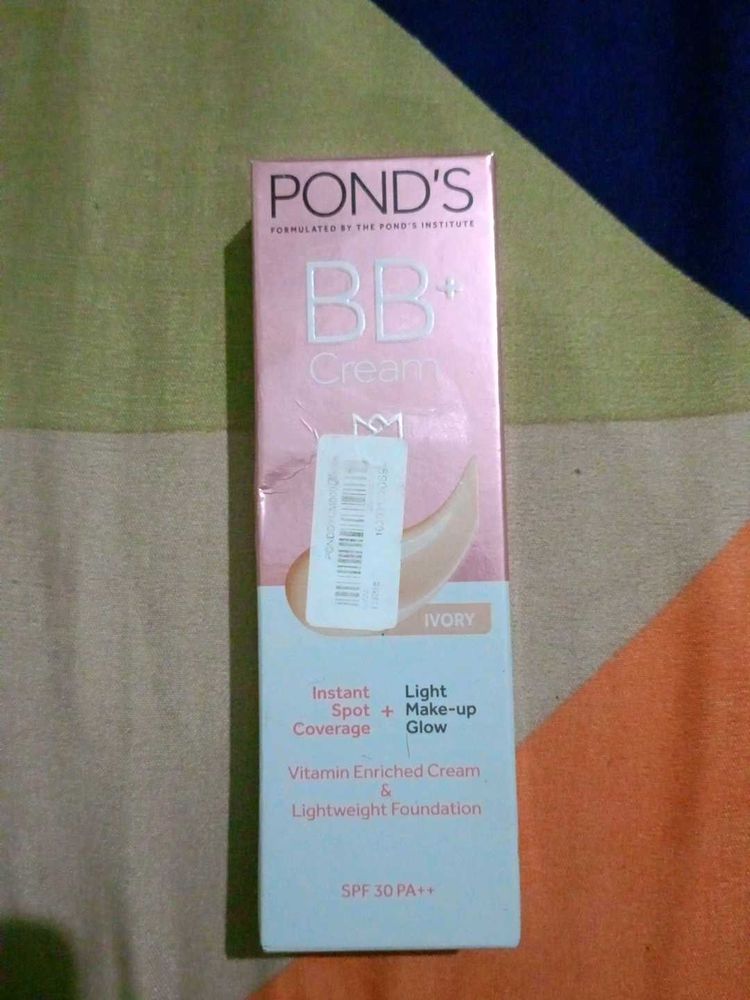 POND'S
FORMULATED BY THE POND'S INSTITUTE
BB+
Cream
IVORY
Instant
Spot
Coverage
+
Light
Make-up
Glow
Vitamin Enriched Cream
&
Lightweight Foundation
SPF 30 PA++